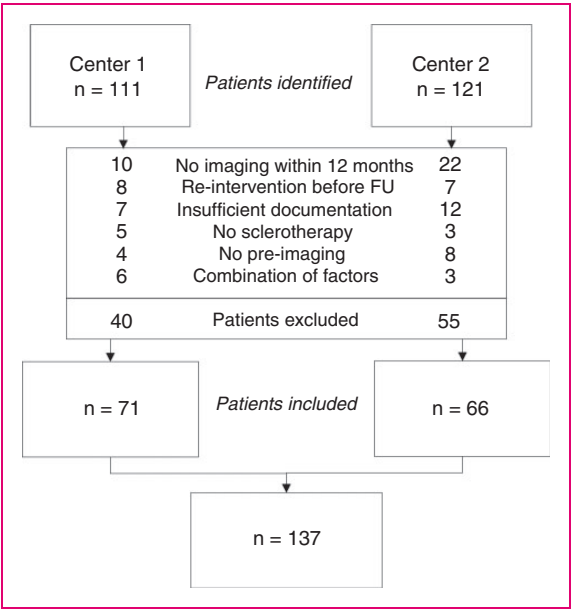 Center 1 Center 2
n = 111 Patients identified n = 121
10 No imaging within 12 months 22
8 Re-intervention before FU 7
7 Insufficient documentation 12
5 No sclerotherapy 3
4 No pre-imaging 8
6 Combination of factors 3
40 Patients excluded 55
n = 71 Patients included n = 66
n = 137